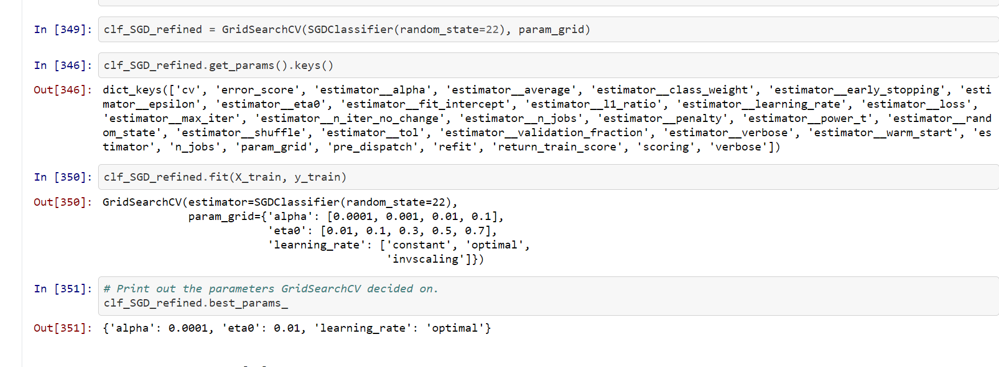 In [349]: clf_SGD_refined = GridSearchCV(SGDClassifier(random_state=22), param_grid)
In [346]: clf_SGD_refined.get_params().keys()
Out[346]: dict_keys(['cv', 'error_score', 'estimator__alpha', 'estimator__average', 'estimator__class_weight', 'estimator__early_stopping', 'esti
mator__epsilon', 'estimator__eta0', 'estimator__fit_intercept', 'estimator__l1_ratio', 'estimator__learning_rate', 'estimator__loss',
'estimator__max_iter', 'estimator__n_iter_no_change', 'estimator__n_jobs', 'estimator__penalty', 'estimator__power_t', 'estimator__rand
om_state', 'estimator__shuffle', 'estimator__tol', 'estimator__validation_fraction', 'estimator__verbose', 'estimator__warm_start', 'es
timator', 'n_jobs', 'param_grid', 'pre_dispatch', 'refit', 'return_train_score', 'scoring', 'verbose'])
In [350]: clf_SGD_refined.fit(X_train, y_train)
Out[350]: GridSearchCV(estimator=SGDClassifier(random_state=22),
param_grid={'alpha': [0.0001, 0.001, 0.01, 0.1],
'eta0': [0.01, 0.1, 0.3, 0.5, 0.7],
'learning_rate': ['constant', 'optimal',
'invscaling']})
In [351]: # Print out the parameters GridSearchCV decided on.
clf_SGD_refined.best_params_
Out[351]: {'alpha': 0.0001, 'eta0': 0.01, 'learning_rate': 'optimal'}